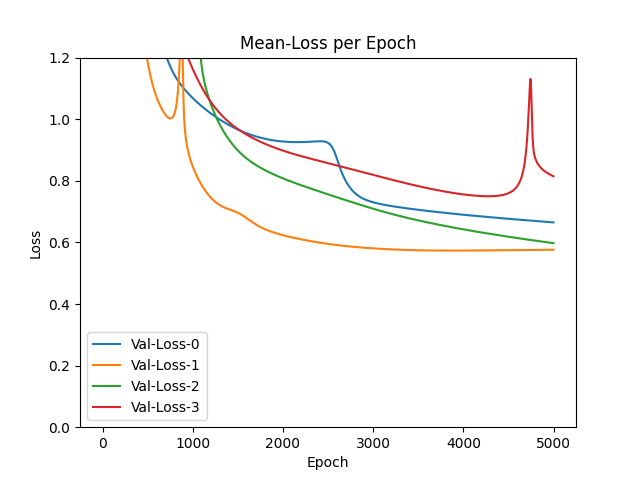 Mean-Loss per Epoch
1.2
1.0
0.8
0.6
0.4
0.2
0.0
Loss
Val-Loss-0
Val-Loss-1
Val-Loss-2
Val-Loss-3
0 1000 2000 3000 4000 5000
Epoch